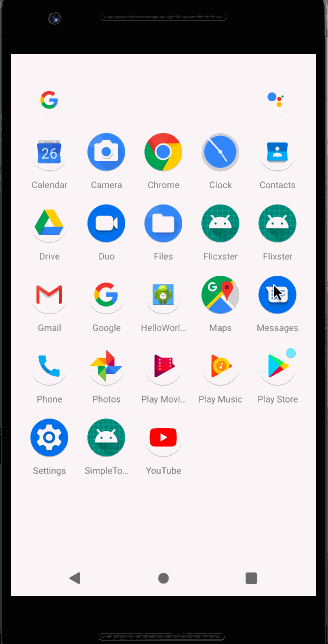 G
26
Calendar Camera Chrome Clock Contacts
Drive Duo Files Flicxster Flixster
Gmail Google HelloWorl... Maps Messages
Phone Photos Play Movi... Play Music Play Store
Settings SimpleTo... YouTube